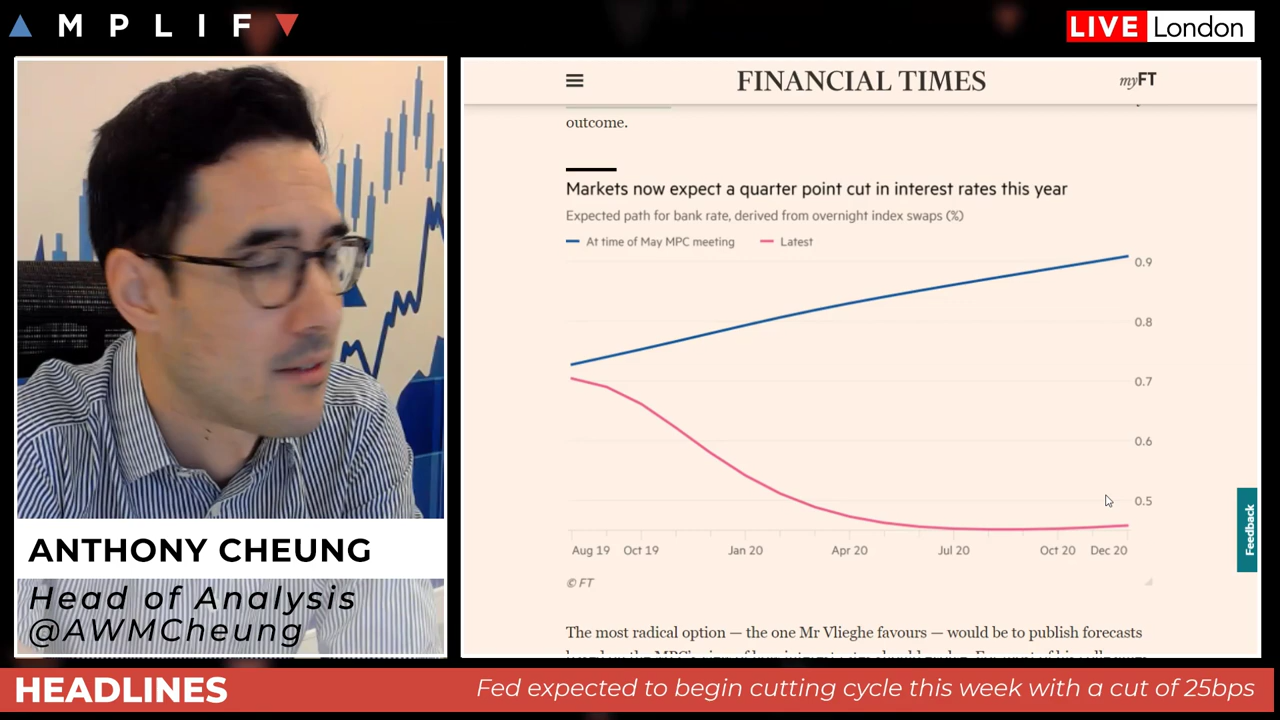 AMPLIFY
LIVE London
FINANCIAL TIMES
myFT
outcome.
Markets now expect a quarter point cut in interest rates this year
Expected path for bank rate, derived from overnight index swaps (%)
At time of May MPC meeting
Latest
0.9
0.8
0.7
0.6
0.5
Aug 19 Oct 19 Jan 20 Apr 20 Jul 20 Oct 20 Dec 20
© FT
The most radical option — the one Mr Vlieghe favours — would be to publish forecasts
Feedback
ANTHONY CHEUNG
Head of Analysis
@AWMCheung
HEADLINES
Fed expected to begin cutting cycle this week with a cut of 25bps